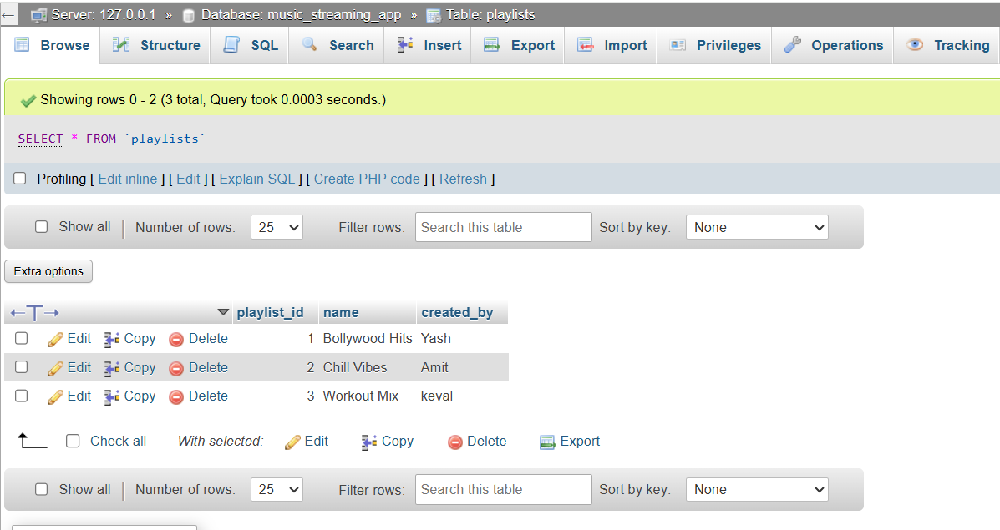 Server: 127.0.0.1 » Database: music_streaming_app » Table: playlists
Browse Structure SQL Search Insert Export Import Privileges Operations Tracking
Showing rows 0 - 2 (3 total, Query took 0.0003 seconds.)
SELECT * FROM `playlists`
Profiling [ Edit inline ] [ Edit ] [ Explain SQL ] [ Create PHP code ] [ Refresh ]
Show all Number of rows: 25 Filter rows: Search this table Sort by key: None
Extra options
playlist_id name created_by
Edit Copy Delete 1 Bollywood Hits Yash
Edit Copy Delete 2 Chill Vibes Amit
Edit Copy Delete 3 Workout Mix keval
Check all With selected: Edit Copy Delete Export
Show all Number of rows: 25 Filter rows: Search this table Sort by key: None